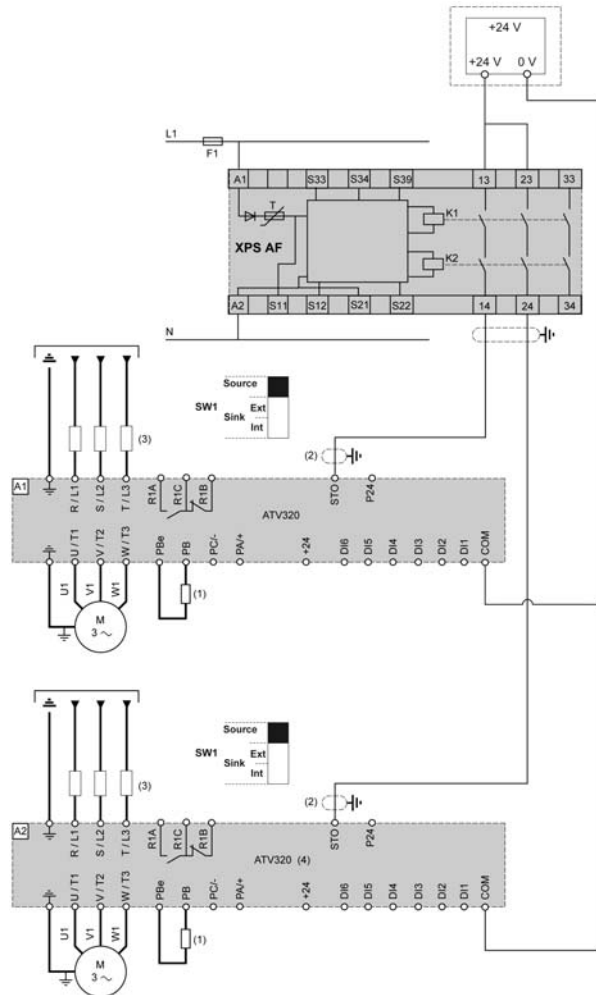 +24 V
+24 V 0 V
L1
F1
A1 S33 S34 S39 13 23 33
T
K1
XPS AF
K2
A2 S11 S12 S21 S22 14 24 34
N
Source
SW1 Ext
Sink
Int
(3)
(2)
A1
R / L1 S / L2 T / L3 R1A R1C R1B STO P24
ATV320
U / T1 V / T2 W / T3 PBe PB PC/- PA/+ +24 DI6 DI5 DI4 DI3 DI2 DI1 COM
U1 V1 W1
(1)
M
3 ~
Source
SW1 Ext
Sink
Int
(3)
(2)
A2
R / L1 S / L2 T / L3 R1A R1C R1B STO P24
ATV320 (4)
U / T1 V / T2 W / T3 PBe PB PC/- PA/+ +24 DI6 DI5 DI4 DI3 DI2 DI1 COM
U1 V1 W1
(1)
M
3 ~